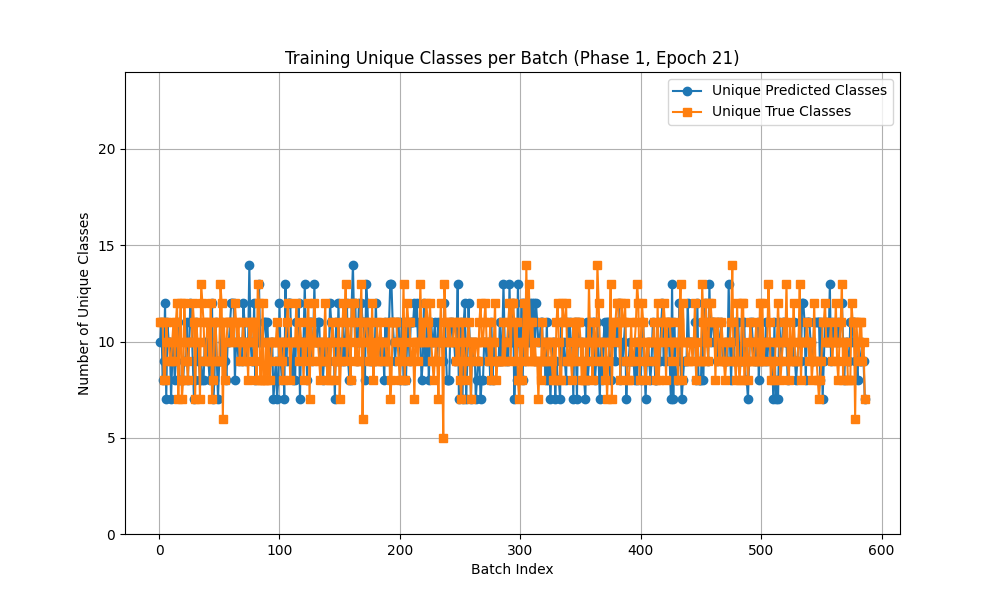 Training Unique Classes per Batch (Phase 1, Epoch 21)
Unique Predicted Classes
Unique True Classes
Number of Unique Classes
20
15
10
5
0
0 100 200 300 400 500 600
Batch Index